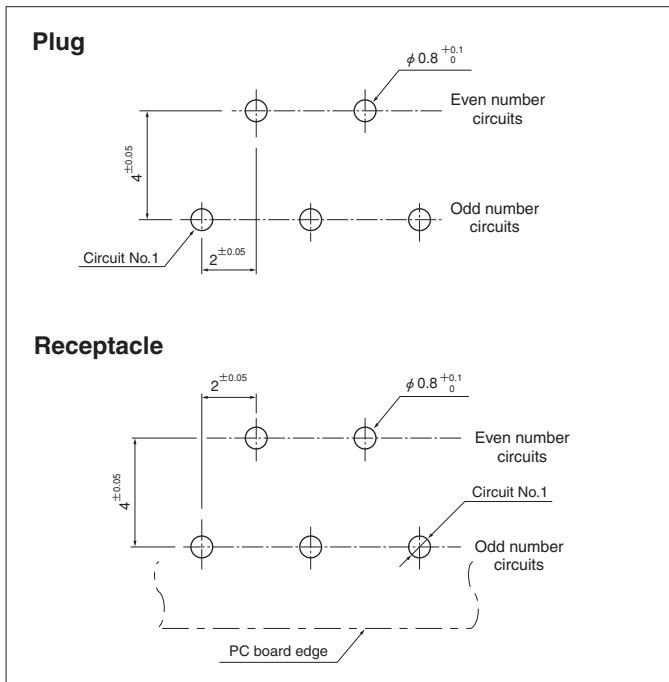 Plug
φ 0.8 +0.1 0
Even number
circuits
4±0.05
Odd number
circuits
Circuit No.1
2±0.05
Receptacle
2±0.05
φ 0.8 +0.1 0
Even number
circuits
4±0.05
Circuit No.1
Odd number
circuits
PC board edge